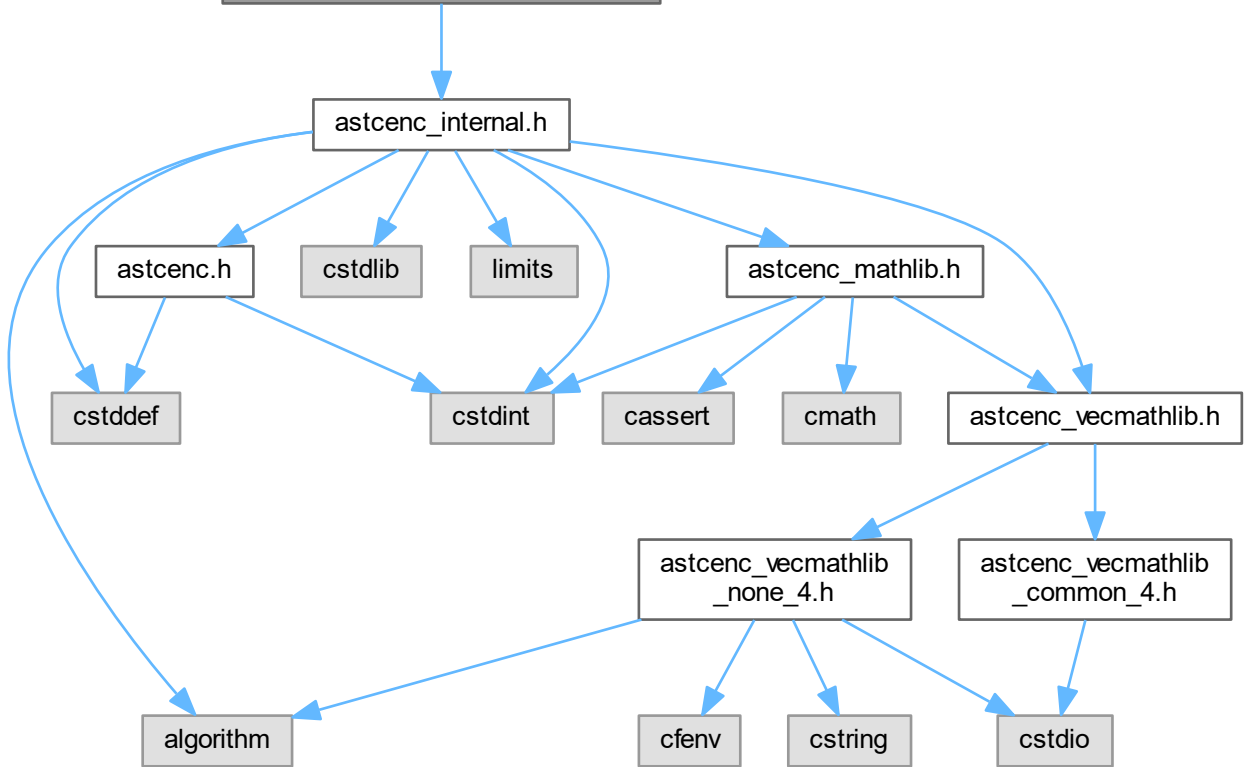 astcenc_internal.h
astcenc.h
cstdlib
limits
astcenc_mathlib.h
cstddef
cstdint
cassert
cmath
astcenc_vecmathlib.h
astcenc_vecmathlib
_none_4.h
astcenc_vecmathlib
_common_4.h
algorithm
cfenv
cstring
cstdio